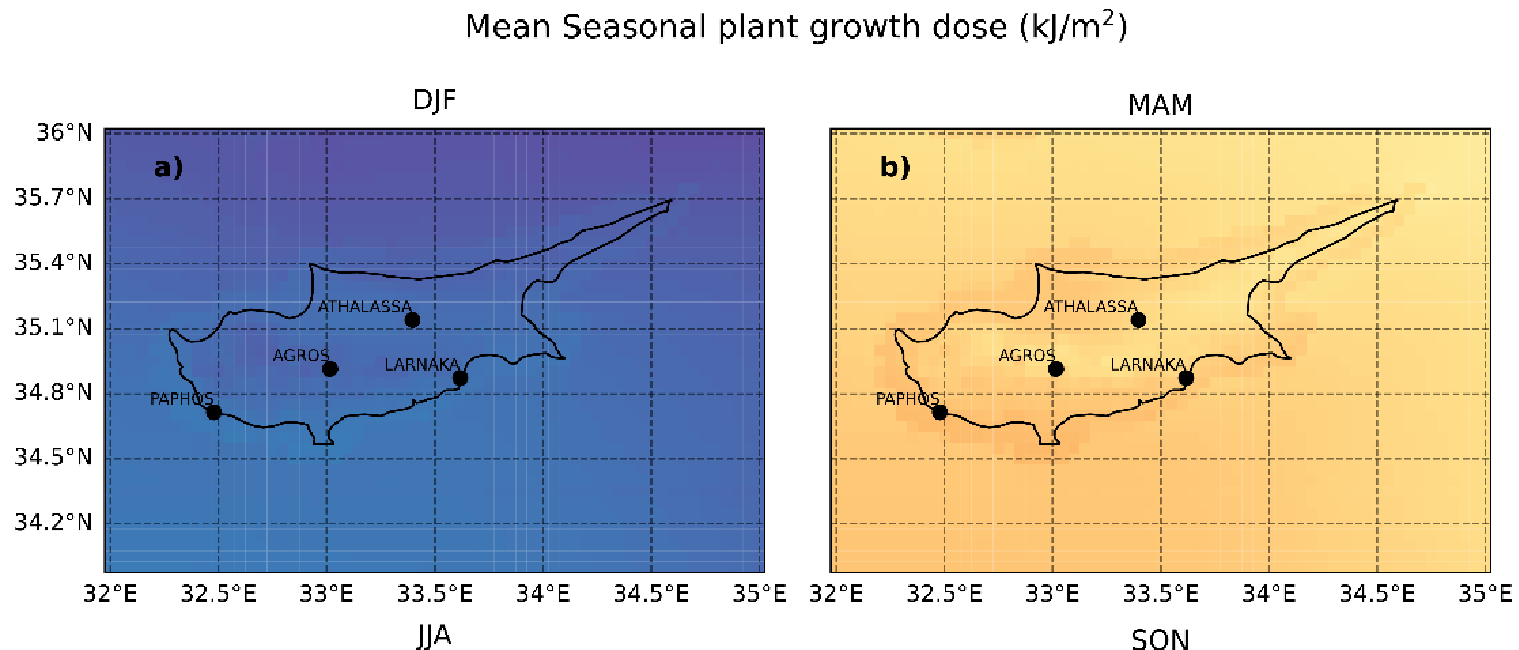 Mean Seasonal plant growth dose (kJ/m²)
DJF
MAM
36°N
35.7°N
35.4°N
35.1°N
34.8°N
34.5°N
34.2°N
a)
ATHALASSA
AGROS
LARNAKA
PAPHOS
b)
ATHALASSA
AGROS
LARNAKA
PAPHOS
32°E 32.5°E 33°E 33.5°E 34°E 34.5°E 35°E
32°E 32.5°E 33°E 33.5°E 34°E 34.5°E 35°E
JJA
SON